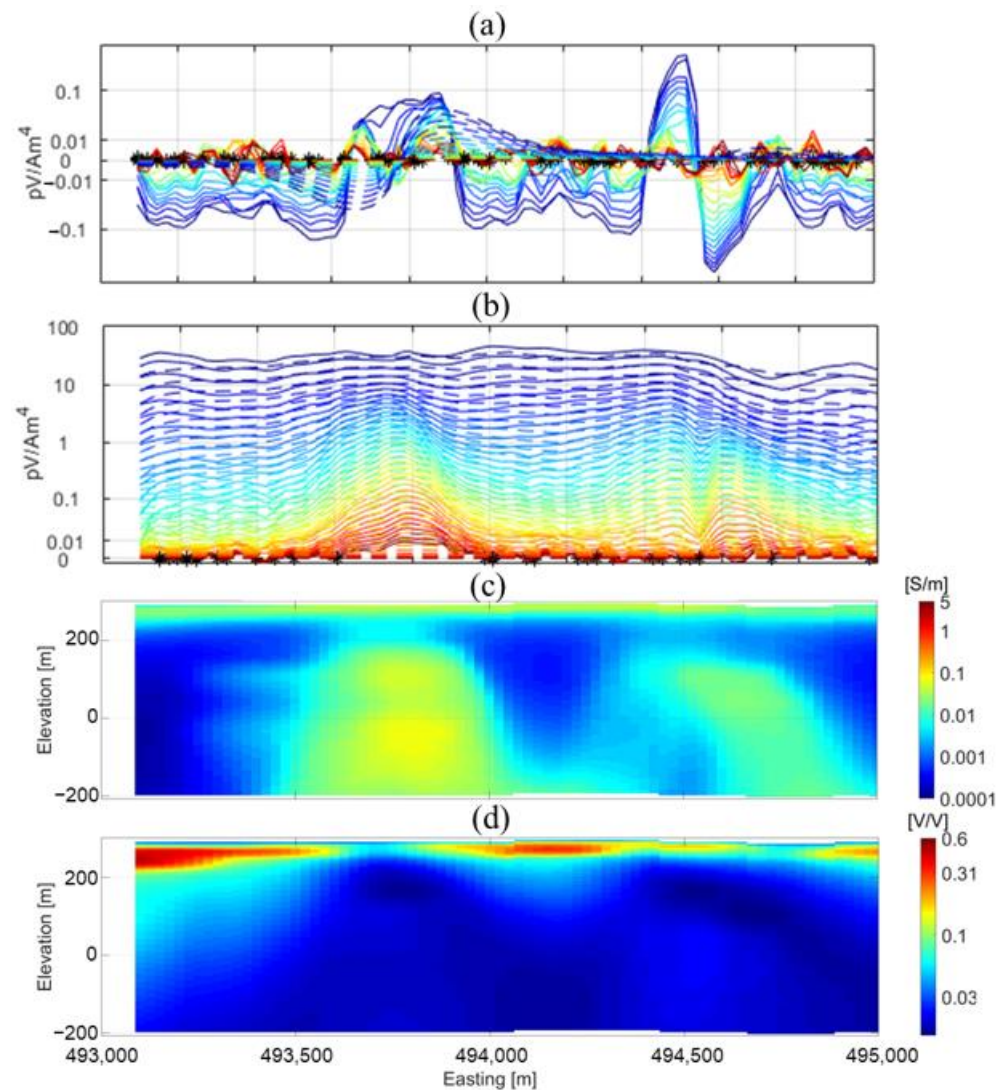 (a)
0.1
0.01
0
−0.01
−0.1
pV/Am⁴
(b)
100
10
1
0.1
0.01
0
pV/Am⁴
(c)
[S/m]
200
0
−200
Elevation [m]
5
1
0.1
0.01
0.001
0.0001
(d)
[V/V]
200
0
−200
Elevation [m]
0.6
0.31
0.1
0.03
493,000
493,500
494,000
494,500
495,000
Easting [m]